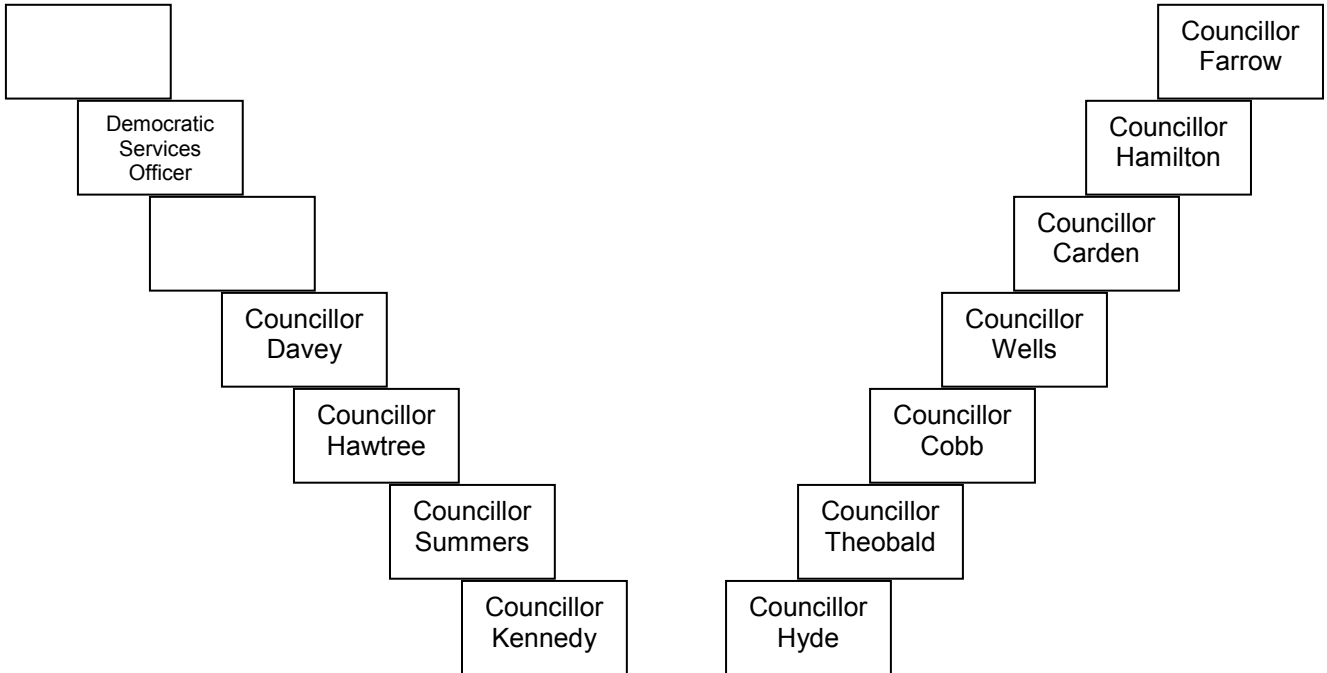 Councillor
Farrow
Democratic
Services
Officer
Councillor
Hamilton
Councillor
Carden
Councillor
Davey
Councillor
Wells
Councillor
Hawtree
Councillor
Cobb
Councillor
Summers
Councillor
Theobald
Councillor
Kennedy
Councillor
Hyde